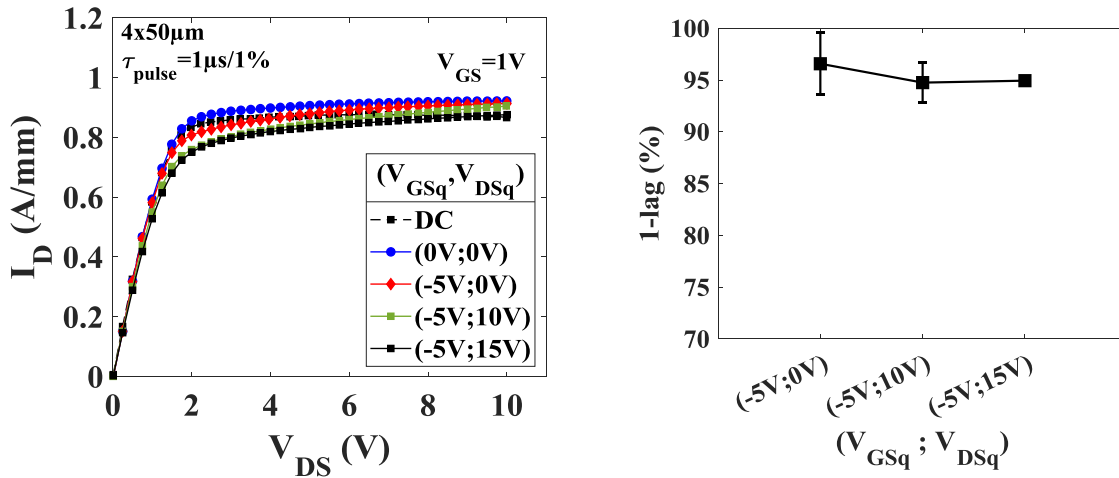 4x50µm
τpulse=1µs/1%
VGS=1V
ID (A/mm)
1.2
1
0.8
0.6
0.4
0.2
0
(VGSq,VDSq)
DC
(0V;0V)
(-5V;0V)
(-5V;10V)
(-5V;15V)
0 2 4 6 8 10
VDS (V)
1-lag (%)
100
95
90
85
80
75
70
(-5V;0V)
(-5V;10V)
(-5V;15V)
(VGSq ; VDSq)